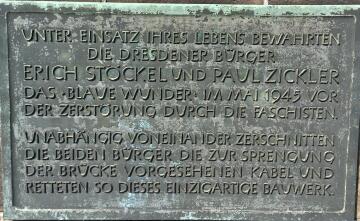 UNTER EINSATZ IHRES LEBENS BEWAHRTEN
DIE DRESDENER BÜRGER
ERICH STÖCKEL UND PAUL ZICKLER
DAS ·BLAUE WUNDER· IM MAI 1945 VOR
DER ZERSTÖRUNG DURCH DIE FASCHISTEN.
UNABHÄNGIG VONEINANDER ZERSCHNITTEN
DIE BEIDEN BÜRGER DIE ZUR SPRENGUNG
DER BRÜCKE VORGESEHENEN KABEL UND
RETTETEN SO DIESES EINZIGARTIGE BAUWERK.